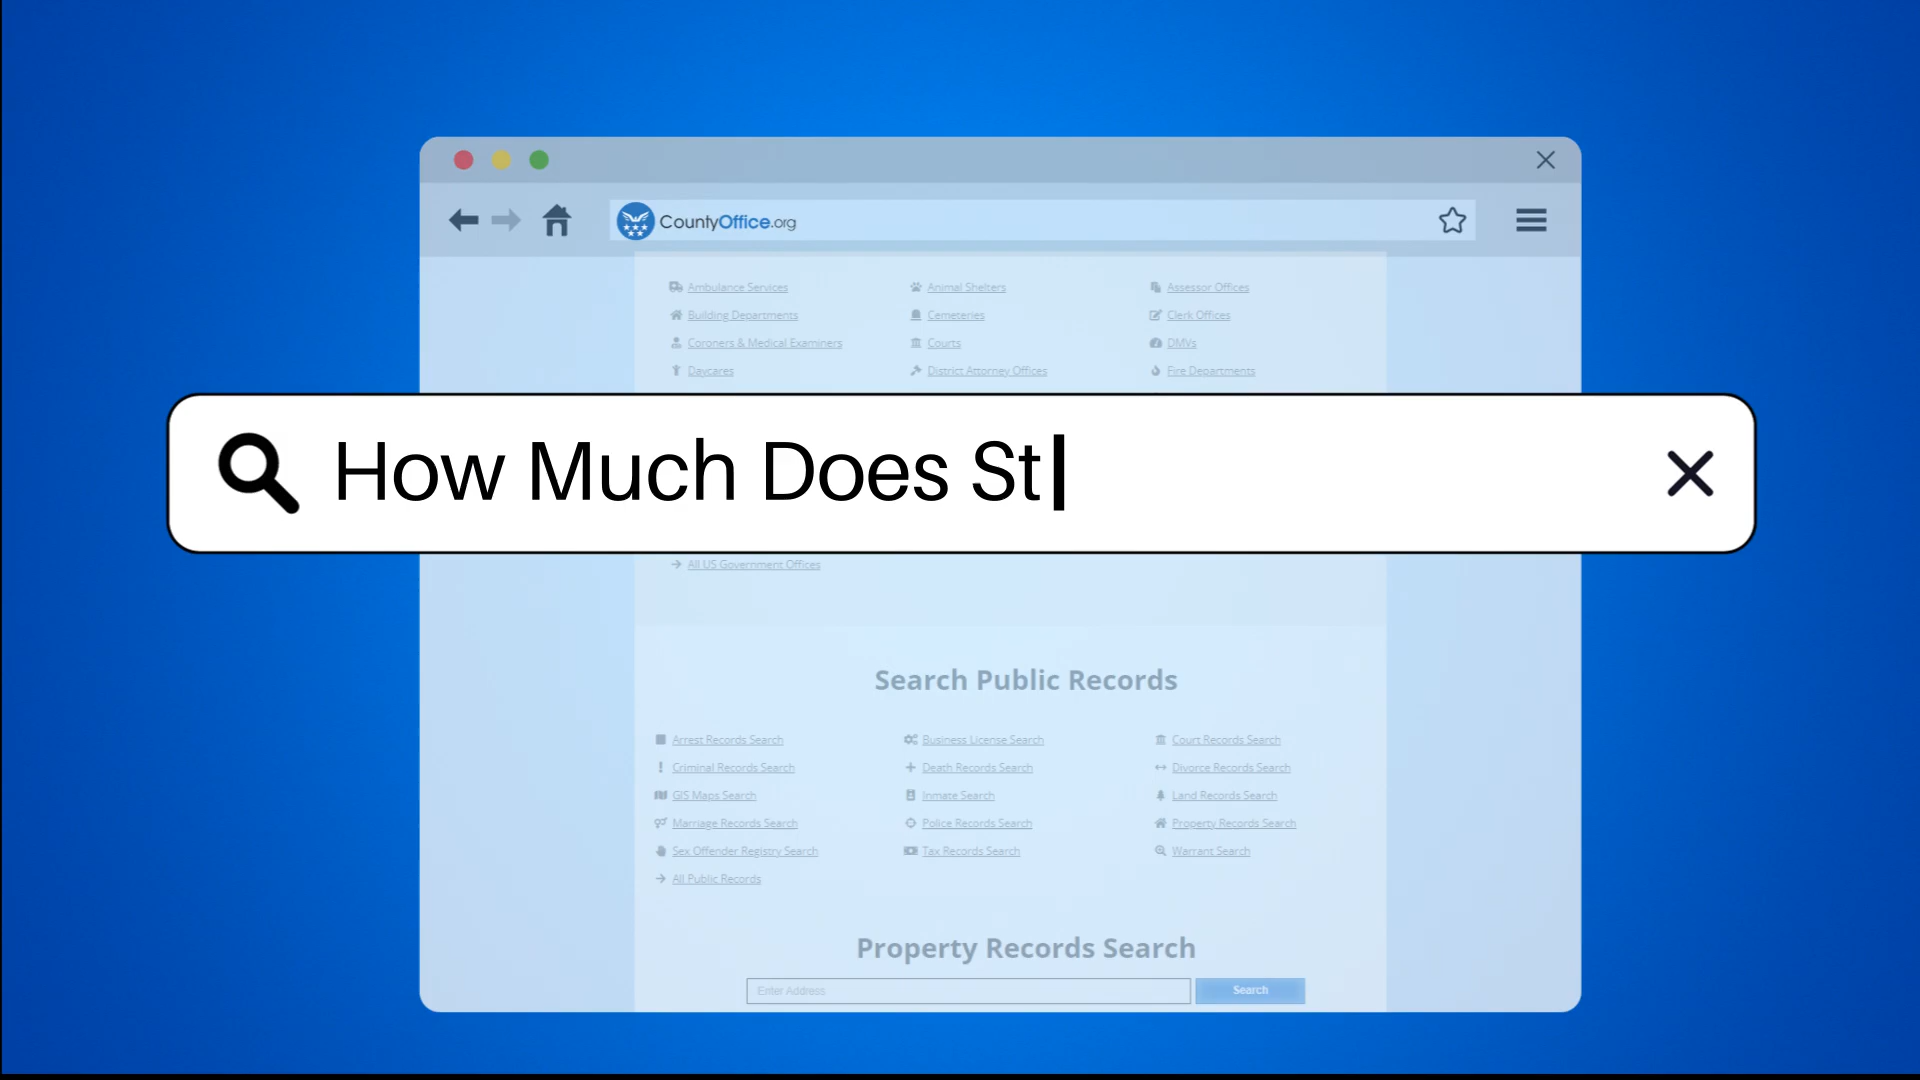 CountyOffice.org
Ambulance Services Animal Shelters Assessor Offices
Building Departments Cemeteries Clerk Offices
Coroners & Medical Examiners Courts DMVs
Daycares District Attorney Offices Fire Departments
How Much Does St
All US Government Offices
Search Public Records
Arrest Records Search Business License Search Court Records Search
Criminal Records Search Death Records Search Divorce Records Search
GIS Maps Search Inmate Search Land Records Search
Marriage Records Search Police Records Search Property Records Search
Sex Offender Registry Search Tax Records Search Warrant Search
All Public Records
Property Records Search
Enter Address Search